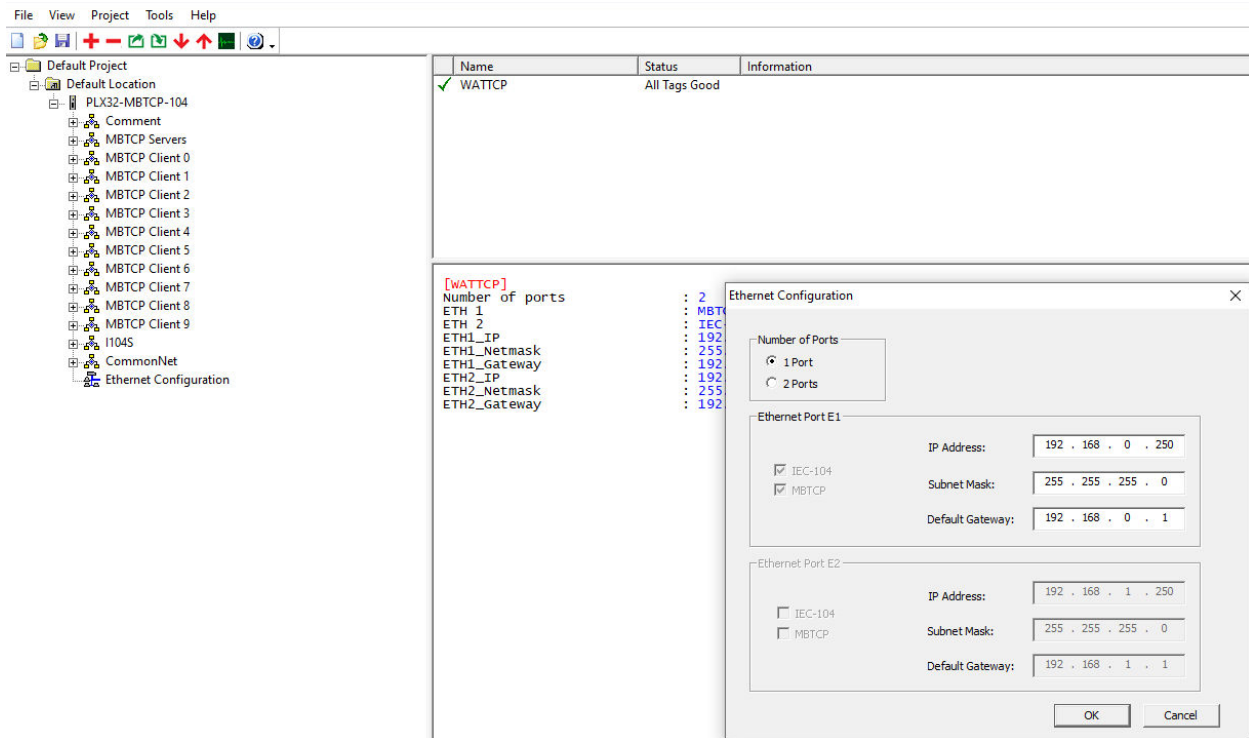 File View Project Tools Help
Default Project
Default Location
PLX32-MBTCP-104
Comment
MBTCP Servers
MBTCP Client 0
MBTCP Client 1
MBTCP Client 2
MBTCP Client 3
MBTCP Client 4
MBTCP Client 5
MBTCP Client 6
MBTCP Client 7
MBTCP Client 8
MBTCP Client 9
I104S
CommonNet
Ethernet Configuration
Name Status Information
WATTCP All Tags Good
[WATTCP]
Number of ports : 2
ETH 1 : MBTC
ETH 2 : IEC-
ETH1_IP : 192
ETH1_Netmask : 255
ETH1_Gateway : 192
ETH2_IP : 192
ETH2_Netmask : 255
ETH2_Gateway : 192
Ethernet Configuration
Number of Ports
1 Port
2 Ports
Ethernet Port E1
IEC-104
MBTCP
IP Address: 192 . 168 . 0 . 250
Subnet Mask: 255 . 255 . 255 . 0
Default Gateway: 192 . 168 . 0 . 1
Ethernet Port E2
IEC-104
MBTCP
IP Address: 192 . 168 . 1 . 250
Subnet Mask: 255 . 255 . 255 . 0
Default Gateway: 192 . 168 . 1 . 1
OK Cancel